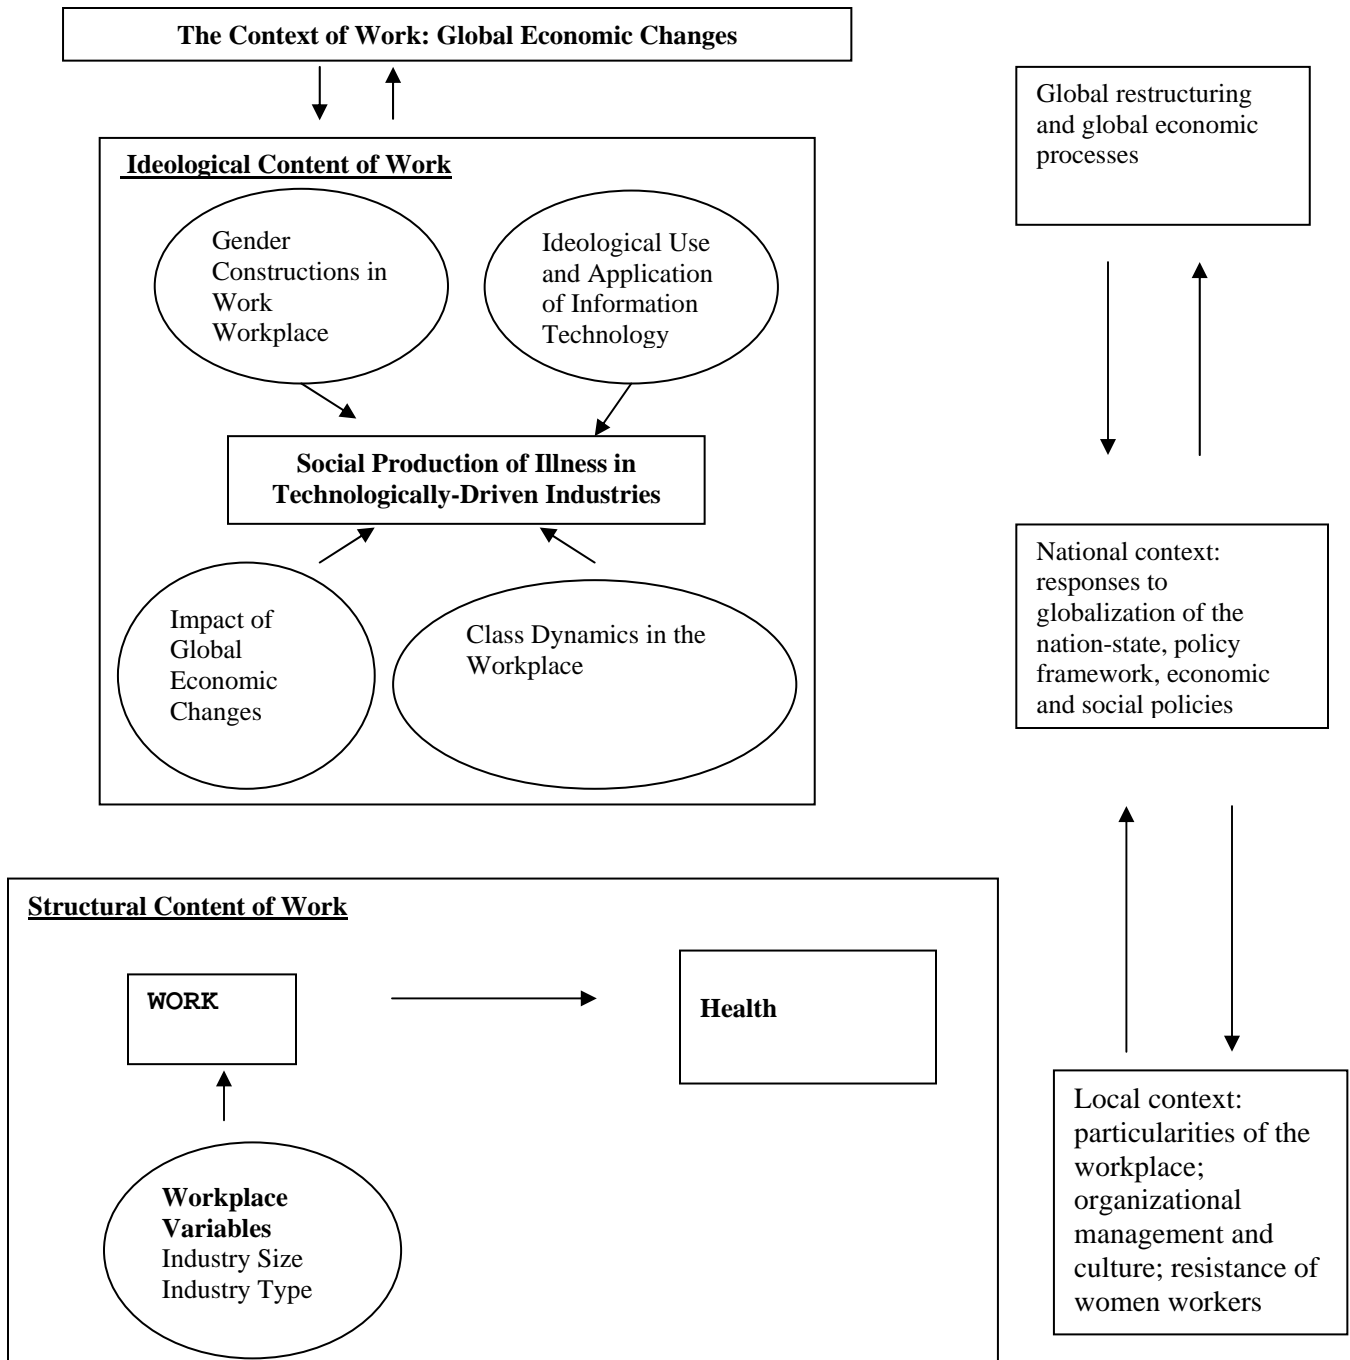 The Context of Work: Global Economic Changes
Ideological Content of Work
Gender
Constructions in
Work
Workplace
Ideological Use
and Application
of Information
Technology
Social Production of Illness in
Technologically-Driven Industries
Impact of
Global
Economic
Changes
Class Dynamics in the
Workplace
Structural Content of Work
WORK
Health
Workplace
Variables
Industry Size
Industry Type
Global restructuring
and global economic
processes
National context:
responses to
globalization of the
nation-state, policy
framework, economic
and social policies
Local context:
particularities of the
workplace;
organizational
management and
culture; resistance of
women workers